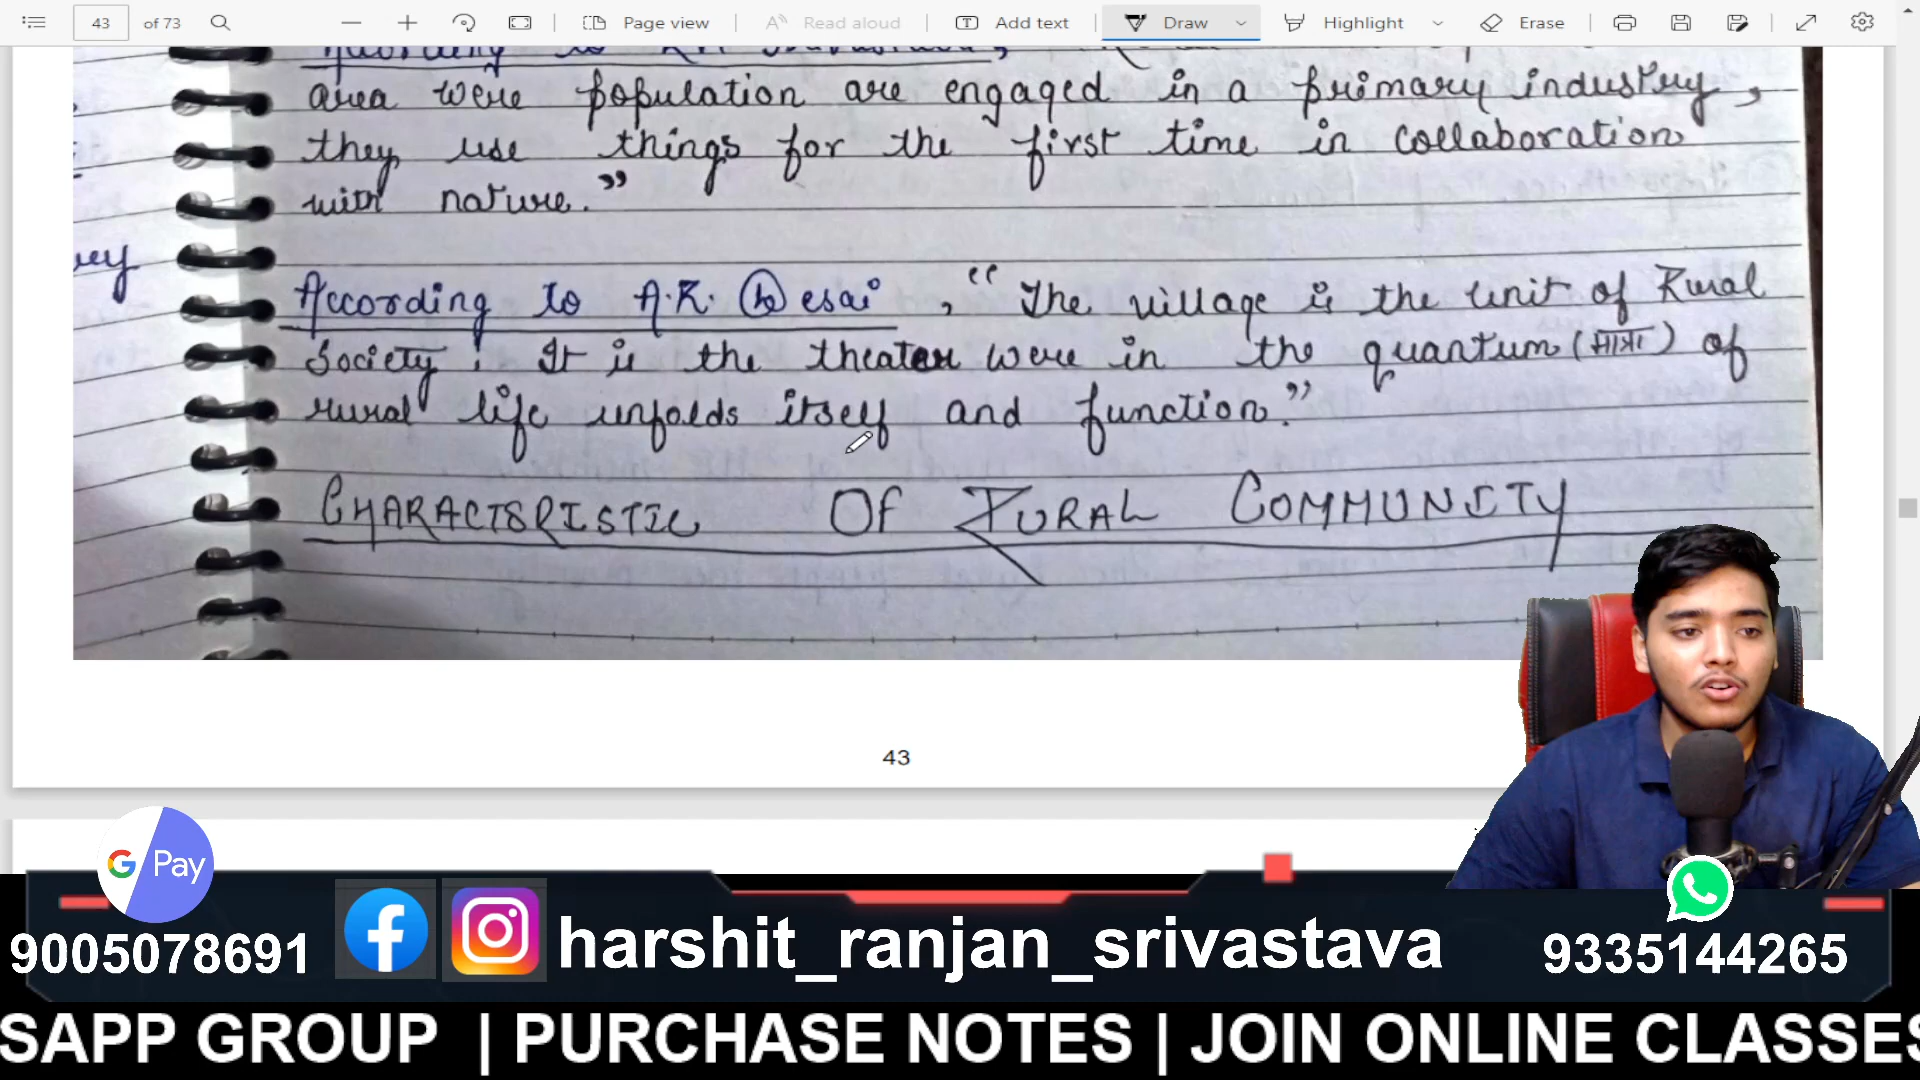 43 of 73 Page view Read aloud Add text Draw Highlight Erase
According to
area were population are engaged in a primary industry,
they use things for the first time in collaboration
with nature.”
According to A.R. Desai, “The village is the unit of Rural
Society. It is the theater were in the quantum (मात्रा) of
rural life unfolds itself and function.”
CHARACTERISTIC OF RURAL COMMUNITY
43
G Pay
9005078691
harshit_ranjan_srivastava
9335144265
SAPP GROUP | PURCHASE NOTES | JOIN ONLINE CLASSES